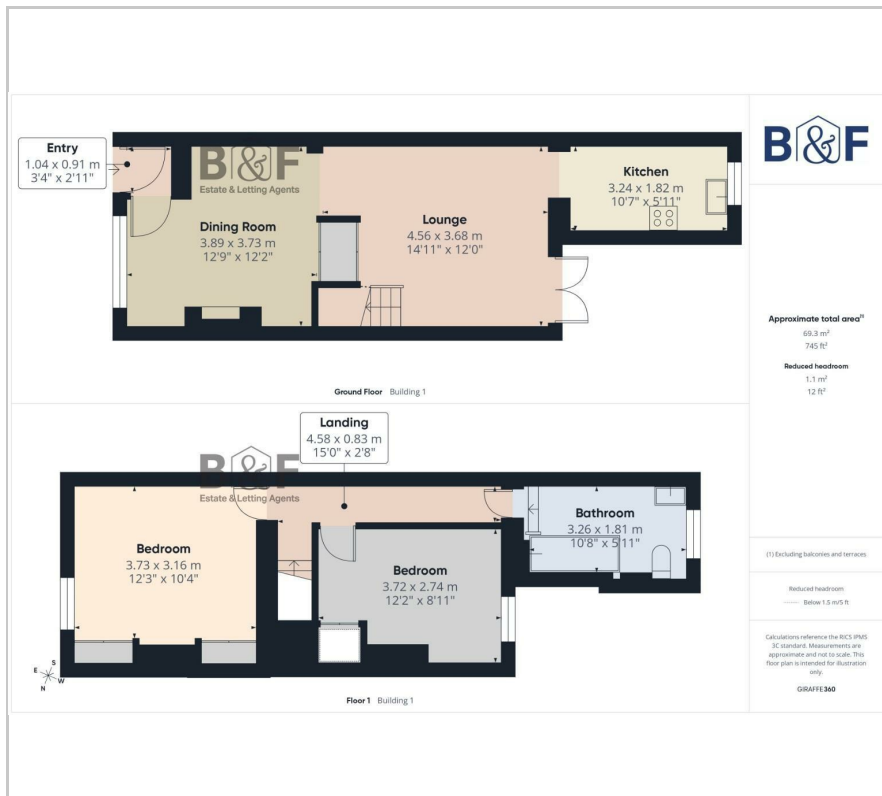 Entry
1.04 x 0.91 m
3'4" x 2'11"
B&F
Estate & Letting Agents
Dining Room
3.89 x 3.73 m
12'9" x 12'2"
Lounge
4.56 x 3.68 m
14'11" x 12'0"
Kitchen
3.24 x 1.82 m
10'7" x 5'11"
Ground Floor Building 1
Landing
4.58 x 0.83 m
15'0" x 2'8"
B&F
Estate & Letting Agents
Bedroom
3.73 x 3.16 m
12'3" x 10'4"
Bedroom
3.72 x 2.74 m
12'2" x 8'11"
Bathroom
3.26 x 1.81 m
10'8" x 5'11"
S
E
W
N
Floor 1 Building 1
B&F
Approximate total area(1)
69.3 m²
745 ft²
Reduced headroom
1.1 m²
12 ft²
(1) Excluding balconies and terraces
Reduced headroom
Below 1.5 m/5 ft
Calculations reference the RICS IPMS
3C standard. Measurements are
approximate and not to scale. This
floor plan is intended for illustration
only.
GIRAFFE360